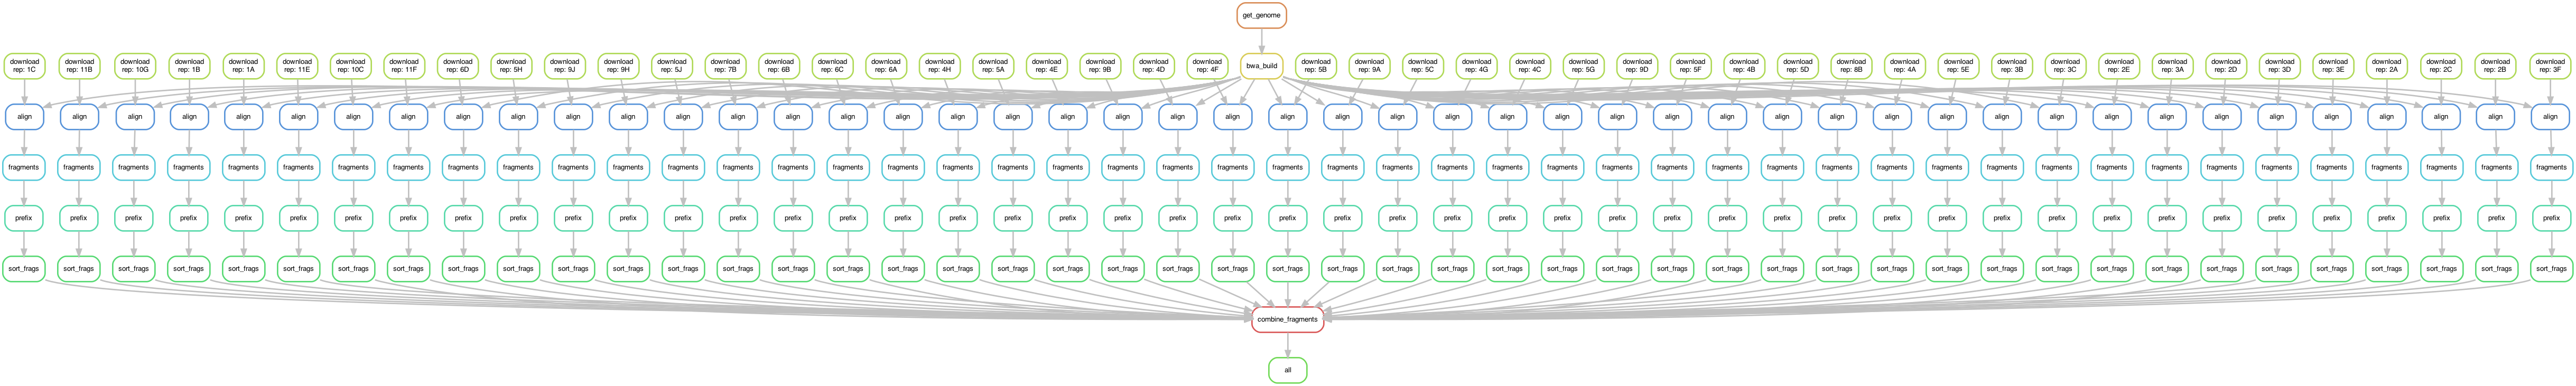 get_genome
download download download download download download download download download download download download download download download download download download download download download download download bwa_build download download download download download download download download download download download download download download download download download download download download download download download download
rep: 1C rep: 11B rep: 10G rep: 1B rep: 1A rep: 11E rep: 10C rep: 11F rep: 6D rep: 5H rep: 9J rep: 9H rep: 5J rep: 7B rep: 6B rep: 6C rep: 6A rep: 4H rep: 5A rep: 4E rep: 9B rep: 4D rep: 4F rep: 5B rep: 9A rep: 5C rep: 4G rep: 4C rep: 5G rep: 9D rep: 5F rep: 4B rep: 5D rep: 8B rep: 4A rep: 5E rep: 3B rep: 3C rep: 2E rep: 3A rep: 2D rep: 3D rep: 3E rep: 2A rep: 2C rep: 2B rep: 3F
align align align align align align align align align align align align align align align align align align align align align align align align align align align align align align align align align align align align align align align align align align align align align align align
fragments fragments fragments fragments fragments fragments fragments fragments fragments fragments fragments fragments fragments fragments fragments fragments fragments fragments fragments fragments fragments fragments fragments fragments fragments fragments fragments fragments fragments fragments fragments fragments fragments fragments fragments fragments fragments fragments fragments fragments fragments fragments fragments fragments fragments fragments fragments
prefix prefix prefix prefix prefix prefix prefix prefix prefix prefix prefix prefix prefix prefix prefix prefix prefix prefix prefix prefix prefix prefix prefix prefix prefix prefix prefix prefix prefix prefix prefix prefix prefix prefix prefix prefix prefix prefix prefix prefix prefix prefix prefix prefix prefix prefix prefix
sort_frags sort_frags sort_frags sort_frags sort_frags sort_frags sort_frags sort_frags sort_frags sort_frags sort_frags sort_frags sort_frags sort_frags sort_frags sort_frags sort_frags sort_frags sort_frags sort_frags sort_frags sort_frags sort_frags sort_frags sort_frags sort_frags sort_frags sort_frags sort_frags sort_frags sort_frags sort_frags sort_frags sort_frags sort_frags sort_frags sort_frags sort_frags sort_frags sort_frags sort_frags sort_frags sort_frags sort_frags sort_frags sort_frags sort_frags
combine_fragments
all